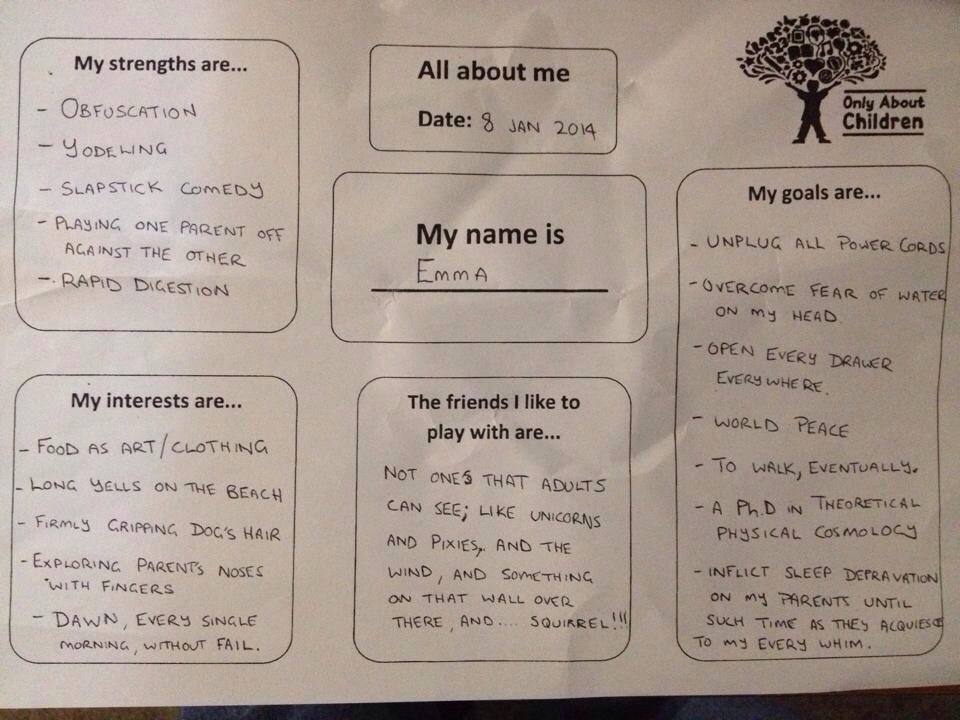 My strengths are...
- OBFUSCATION
- YODELING
- SLAPSTICK COMEDY
- PLAYING ONE PARENT OFF
AGAINST THE OTHER
- RAPID DIGESTION
All about me
Date: 8 JAN 2014
My name is
EMMA
Only About
Children
My interests are...
- FOOD AS ART/CLOTHING
- LONG YELLS ON THE BEACH
- FIRMLY GRIPPING DOG'S HAIR
- EXPLORING PARENTS NOSES
WITH FINGERS
- DAWN, EVERY SINGLE
MORNING, WITHOUT FAIL.
The friends I like to
play with are...
NOT ONES THAT ADULTS
CAN SEE; LIKE UNICORNS
AND PIXIES, AND THE
WIND, AND SOMETHING
ON THAT WALL OVER
THERE, AND.... SQUIRREL!!!
My goals are...
- UNPLUG ALL POWER CORDS
- OVERCOME FEAR OF WATER
ON MY HEAD.
- OPEN EVERY DRAWER
EVERYWHERE.
- WORLD PEACE
- TO WALK, EVENTUALLY.
- A Ph.D IN THEORETICAL
PHYSICAL COSMOLOGY
- INFLICT SLEEP DEPRAVATION
ON MY PARENTS UNTIL
SUCH TIME AS THEY ACQUIESCE
TO MY EVERY WHIM.